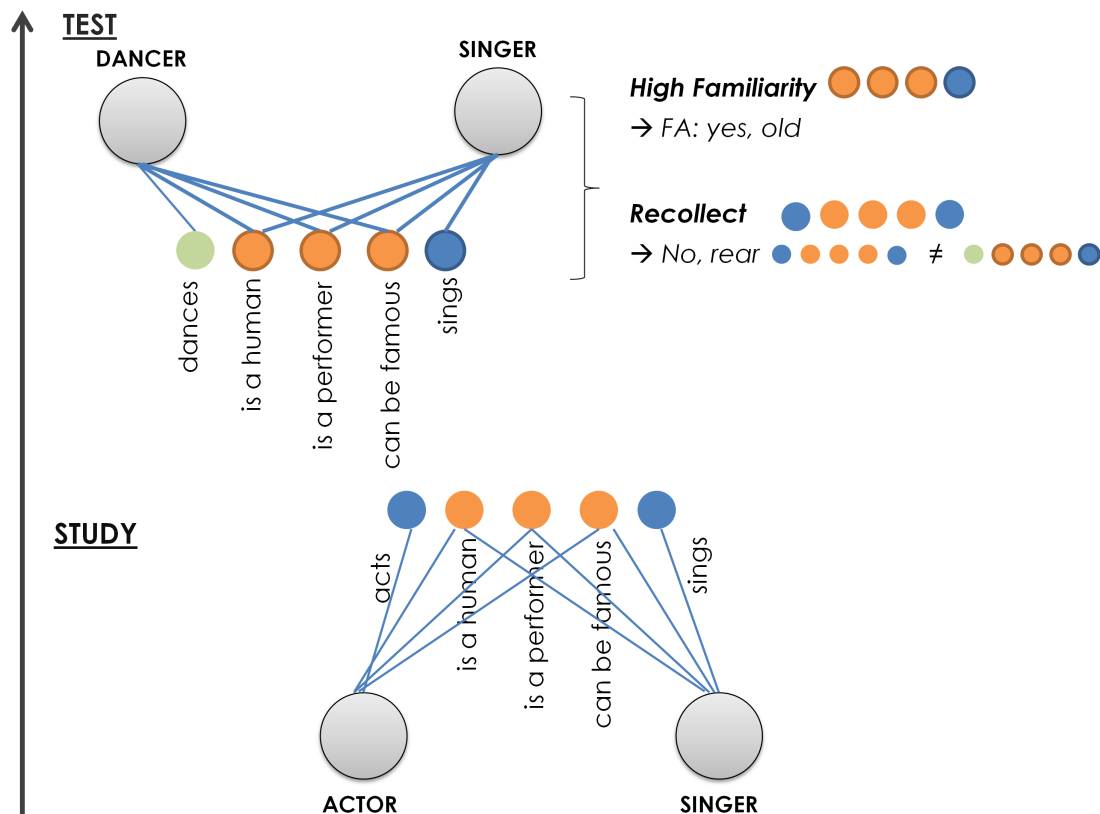 TEST
DANCER
SINGER
High Familiarity
→ FA: yes, old
Recollect
→ No, rear
≠
dances
is a human
is a performer
can be famous
sings
STUDY
acts
is a human
is a performer
can be famous
sings
ACTOR
SINGER